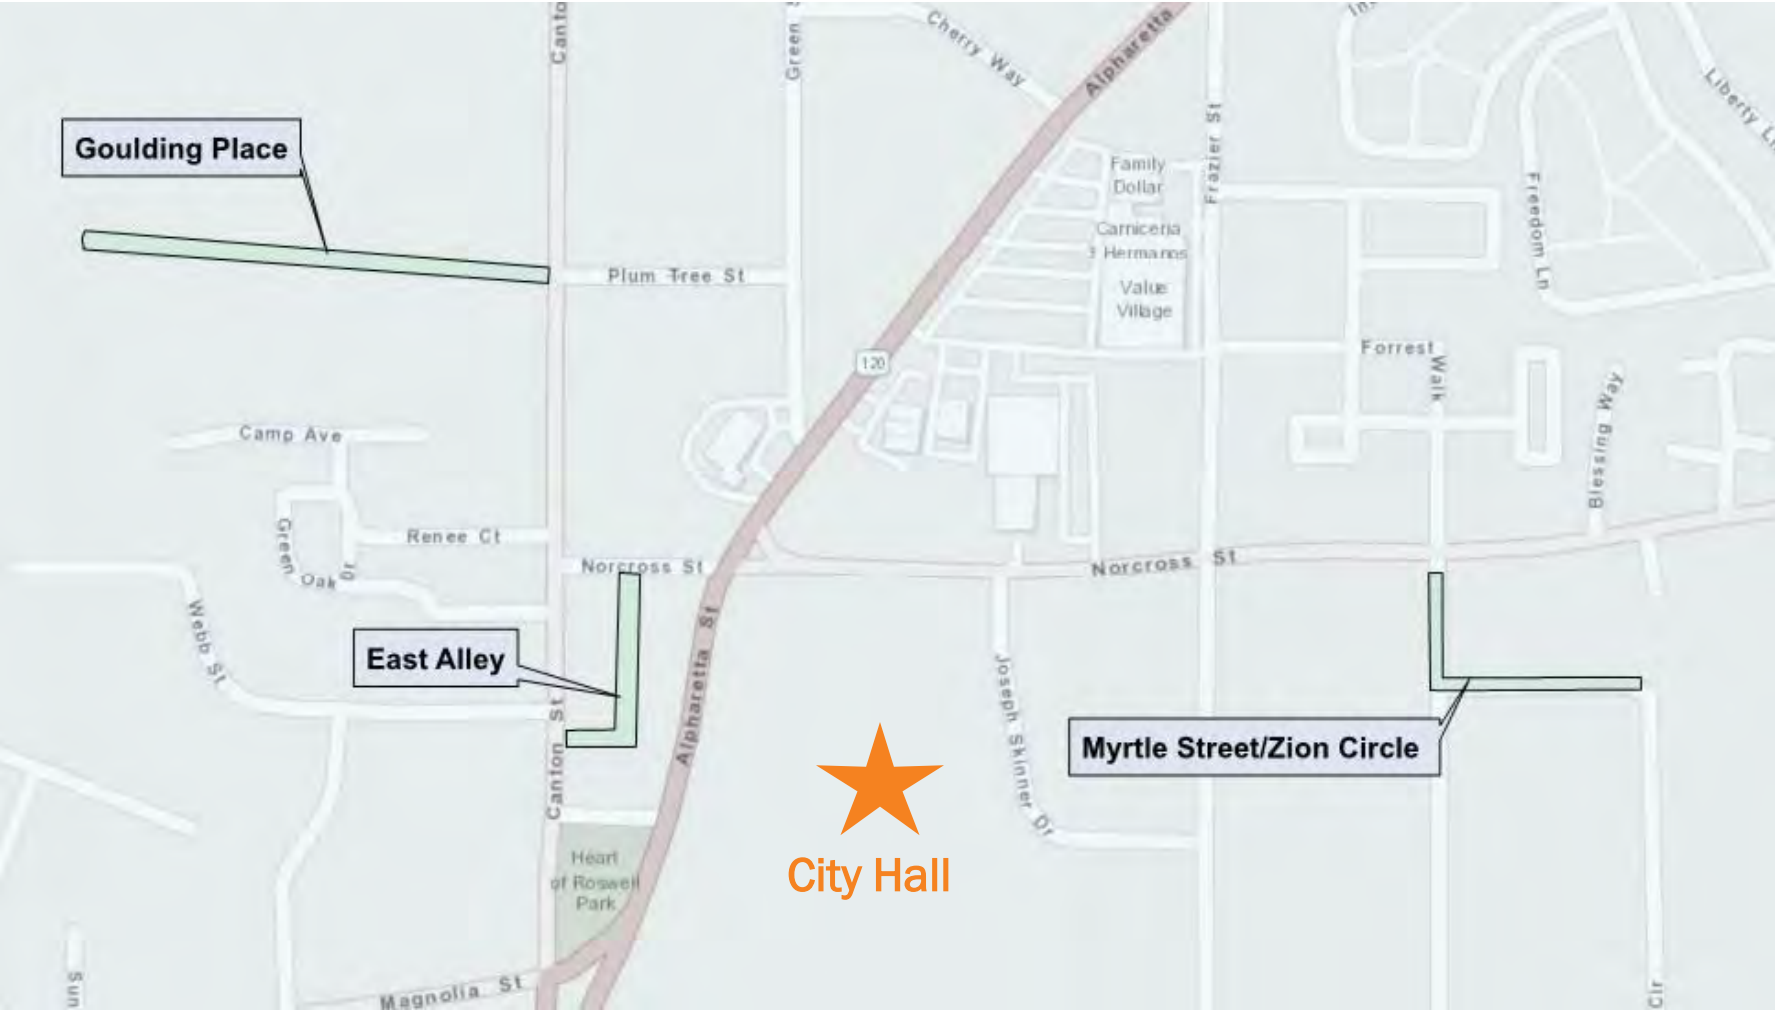 Canto
Green S
Cherry Way
Alpharetta
Frazier St
Liberty
Freedom Ln
Goulding Place
Family
Dollar
Carniceria
3 Hermanos
Value
Village
Plum Tree St
120
Forrest
Walk
Blessing Way
Camp Ave
Green
Oak
Renee Ct
Norcross St
Norcross St
Webb St
East Alley
Alpharetta St
Canton St
Joseph Skinner Dr
Myrtle Street/Zion Circle
City Hall
Heart
of Roswell
Park
Magnolia St
Suns
Cir